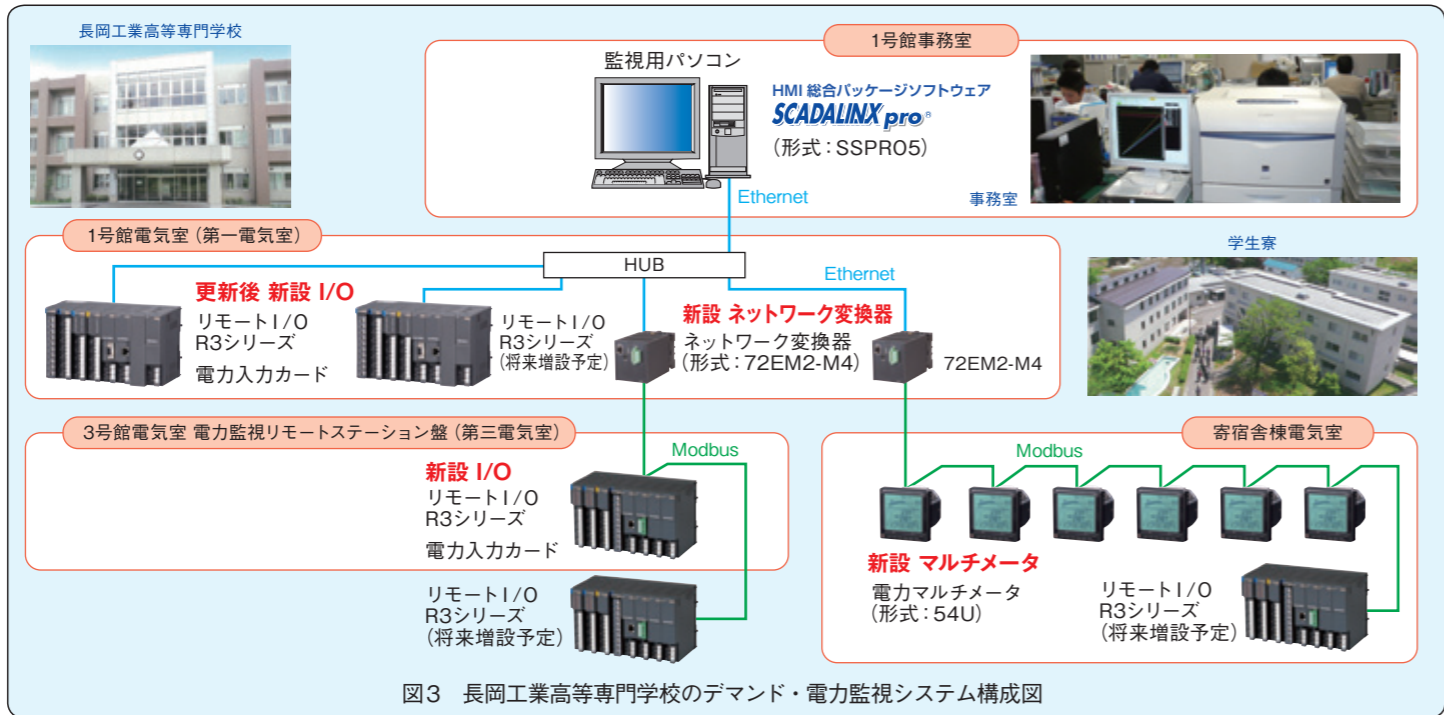 長岡工業高等専門学校
1号館事務室
監視用パソコン
HMI 総合パッケージソフトウェア
SCADALINX pro®
(形式:SSPRO5)
Ethernet
事務室
1号館電気室(第一電気室)
学生寮
HUB
Ethernet
更新後 新設 I/O
リモートI/O
R3シリーズ
電力入力カード
リモートI/O
R3シリーズ
(将来増設予定)
新設 ネットワーク変換器
ネットワーク変換器
(形式:72EM2-M4)
72EM2-M4
3号館電気室 電力監視リモートステーション盤(第三電気室)
Modbus
新設 I/O
リモートI/O
R3シリーズ
電力入力カード
リモートI/O
R3シリーズ
(将来増設予定)
寄宿舎棟電気室
Modbus
新設 マルチメータ
電力マルチメータ
(形式:54U)
リモートI/O
R3シリーズ
(将来増設予定)
図3 長岡工業高等専門学校のデマンド・電力監視システム構成図